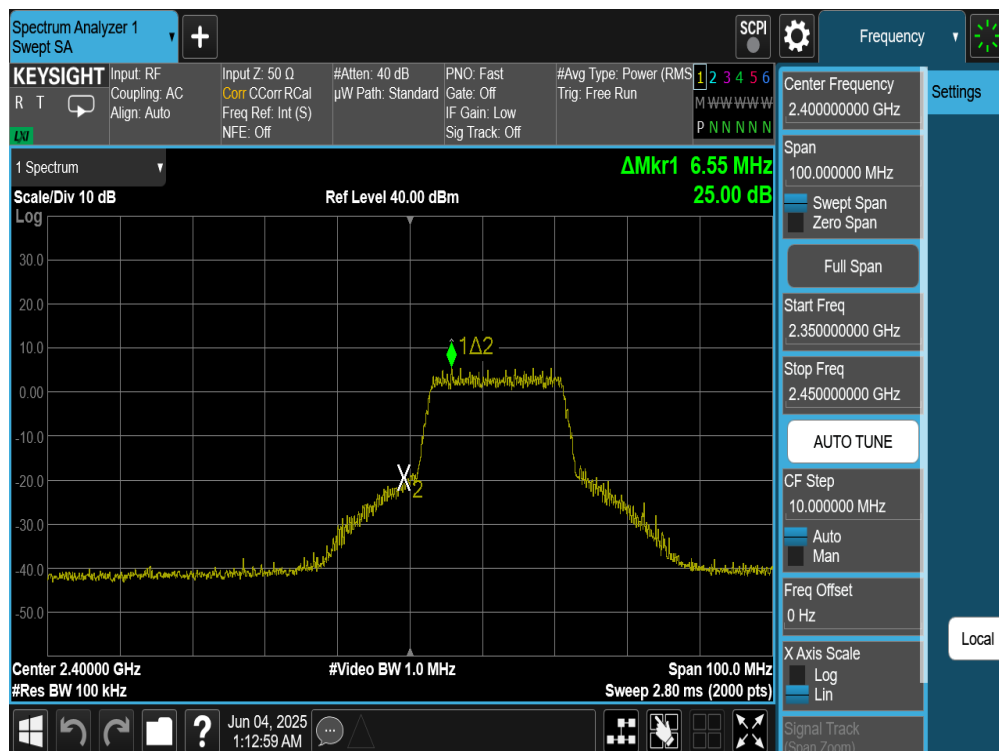 Spectrum Analyzer 1
Swept SA
+
SCPI
Frequency
KEYSIGHT
R T
LXI
Input: RF
Coupling: AC
Align: Auto
Input Z: 50 Ω
Corr CCorr RCal
Freq Ref: Int (S)
NFE: Off
#Atten: 40 dB
µW Path: Standard
PNO: Fast
Gate: Off
IF Gain: Low
Sig Track: Off
#Avg Type: Power (RMS
Trig: Free Run
1 2 3 4 5 6
M W W W W W
P N N N N N
1 Spectrum
Scale/Div 10 dB
Ref Level 40.00 dBm
ΔMkr1 6.55 MHz
25.00 dB
Log
30.0
20.0
10.0
0.00
-10.0
-20.0
-30.0
-40.0
-50.0
1Δ2
X2
Center 2.40000 GHz
#Video BW 1.0 MHz
Span 100.0 MHz
#Res BW 100 kHz
Sweep 2.80 ms (2000 pts)
Center Frequency
2.400000000 GHz
Span
100.000000 MHz
Swept Span
Zero Span
Full Span
Start Freq
2.350000000 GHz
Stop Freq
2.450000000 GHz
AUTO TUNE
CF Step
10.000000 MHz
Auto
Man
Freq Offset
0 Hz
X Axis Scale
Log
Lin
Signal Track
(Span Zoom)
Settings
Local
?
Jun 04, 2025
1:12:59 AM